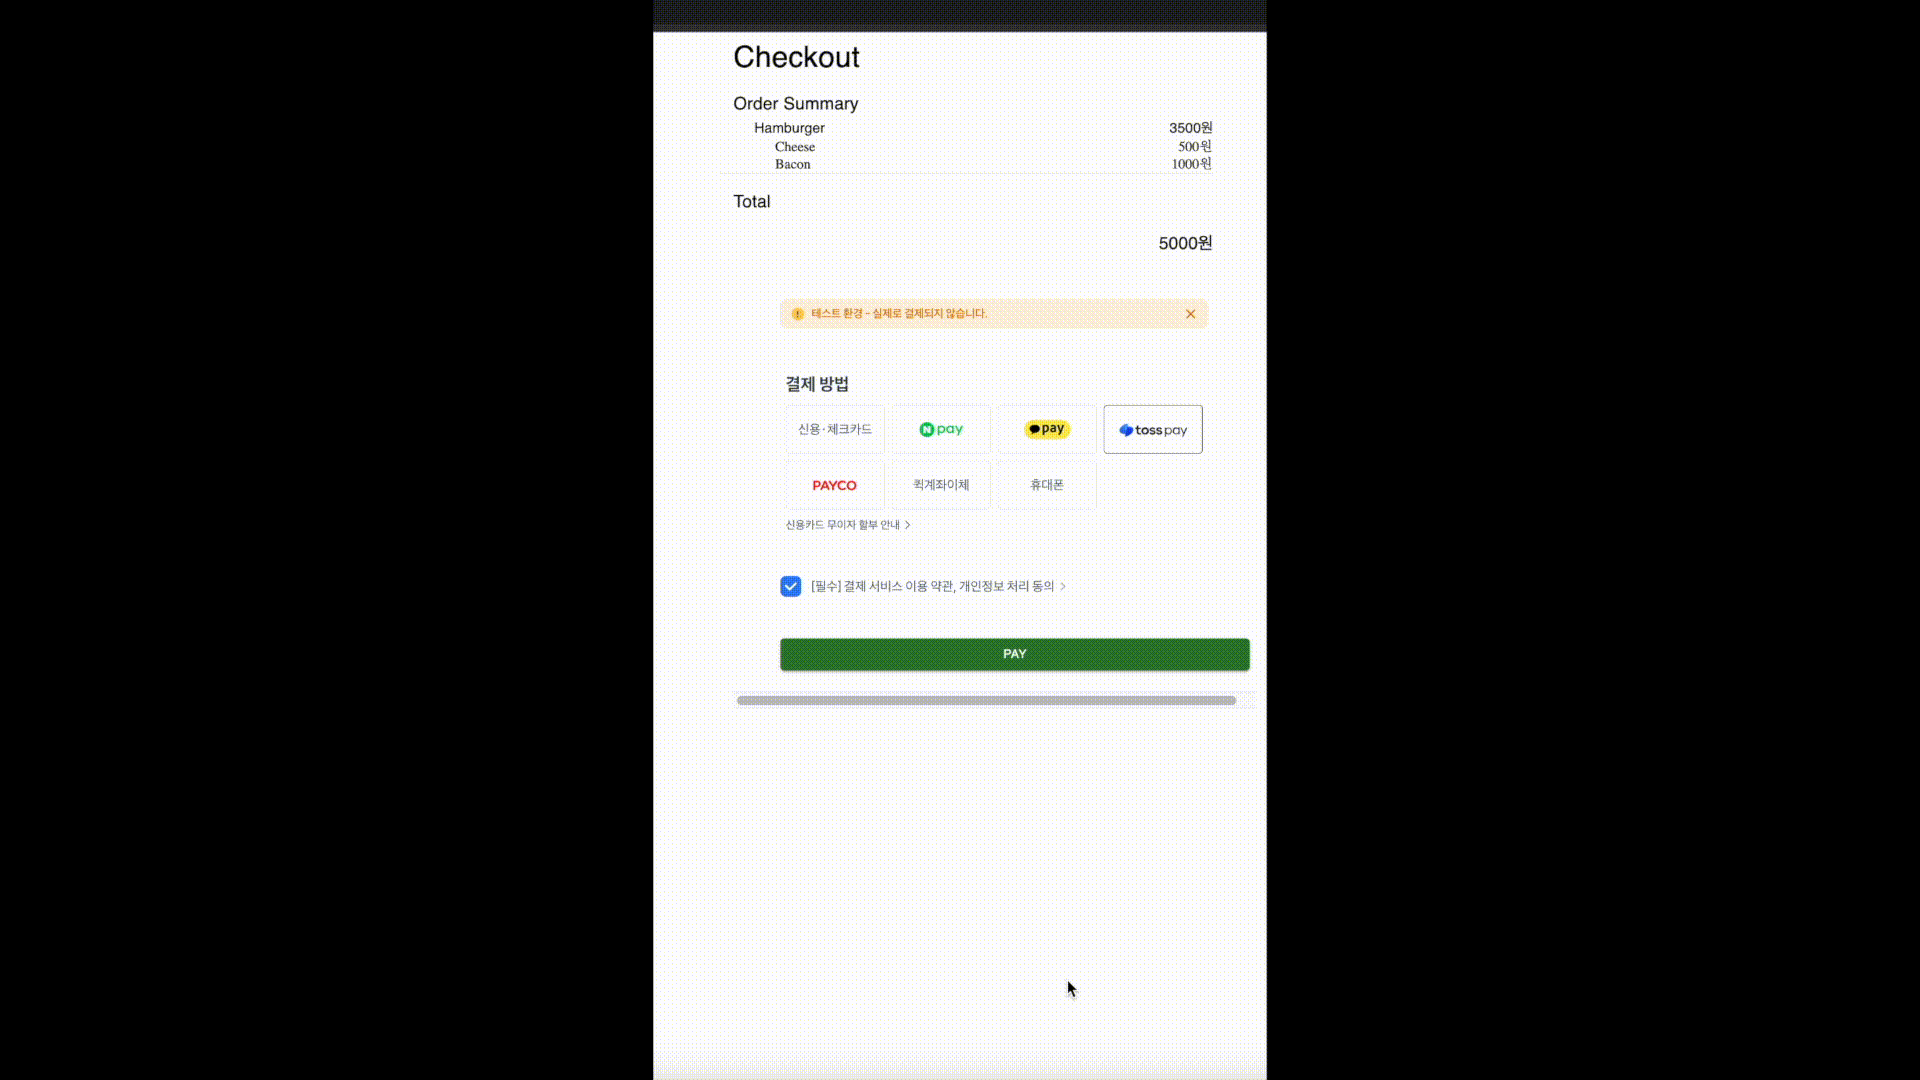 Checkout
Order Summary
Hamburger 3500원
Cheese 500원
Bacon 1000원
Total
5000원
테스트 환경 - 실제로 결제되지 않습니다.
결제 방법
신용·체크카드 N pay pay toss pay
PAYCO 퀵계좌이체 휴대폰
신용카드 무이자 할부 안내 >
[필수] 결제 서비스 이용 약관, 개인정보 처리 동의 >
PAY